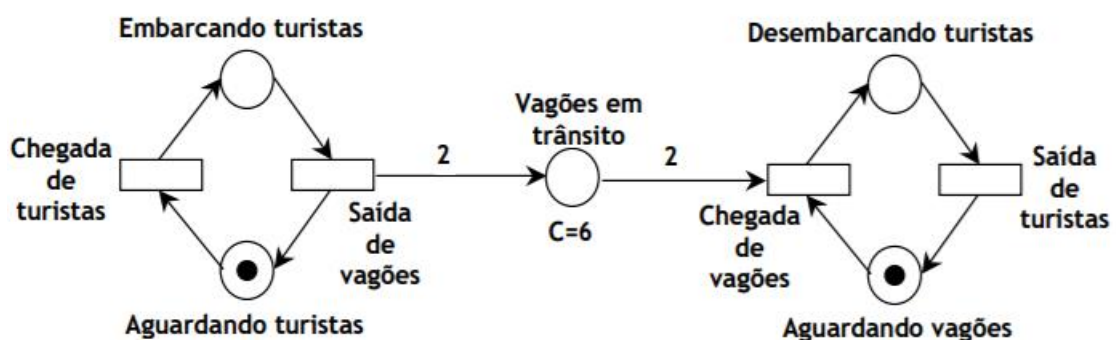 Embarcando turistas
Desembarcando turistas
Vagões em
trânsito
Chegada
de
turistas
2
2
Saída
de
turistas
Saída
de
vagões
C=6
Chegada
de
vagões
Aguardando turistas
Aguardando vagões